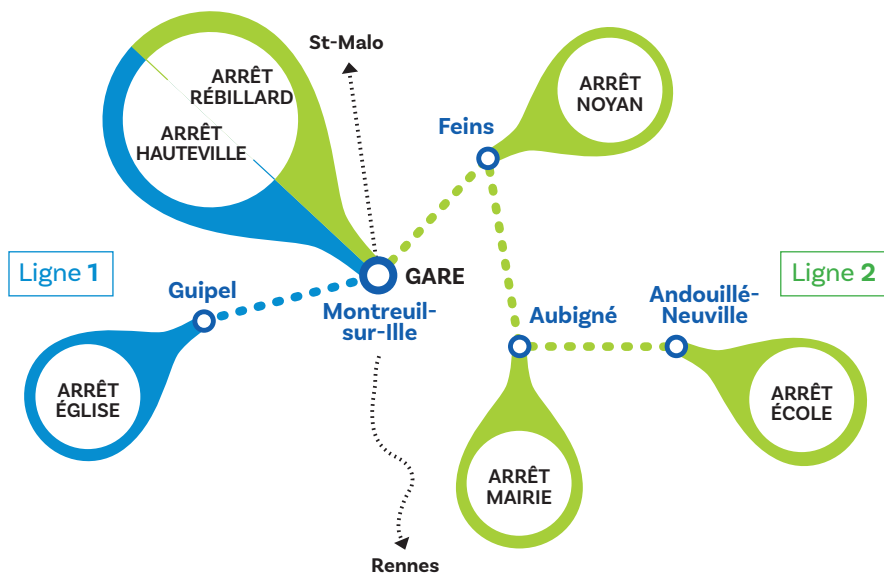 St-Malo
ARRÊT
RÉBILLARD
ARRÊT
HAUTEVILLE
ARRÊT
NOYAN
Feins
Ligne 1
Guipel
GARE
Montreuil-
sur-Ille
Aubigné
Andouillé-
Neuville
Ligne 2
ARRÊT
ÉGLISE
ARRÊT
MAIRIE
ARRÊT
ÉCOLE
Rennes